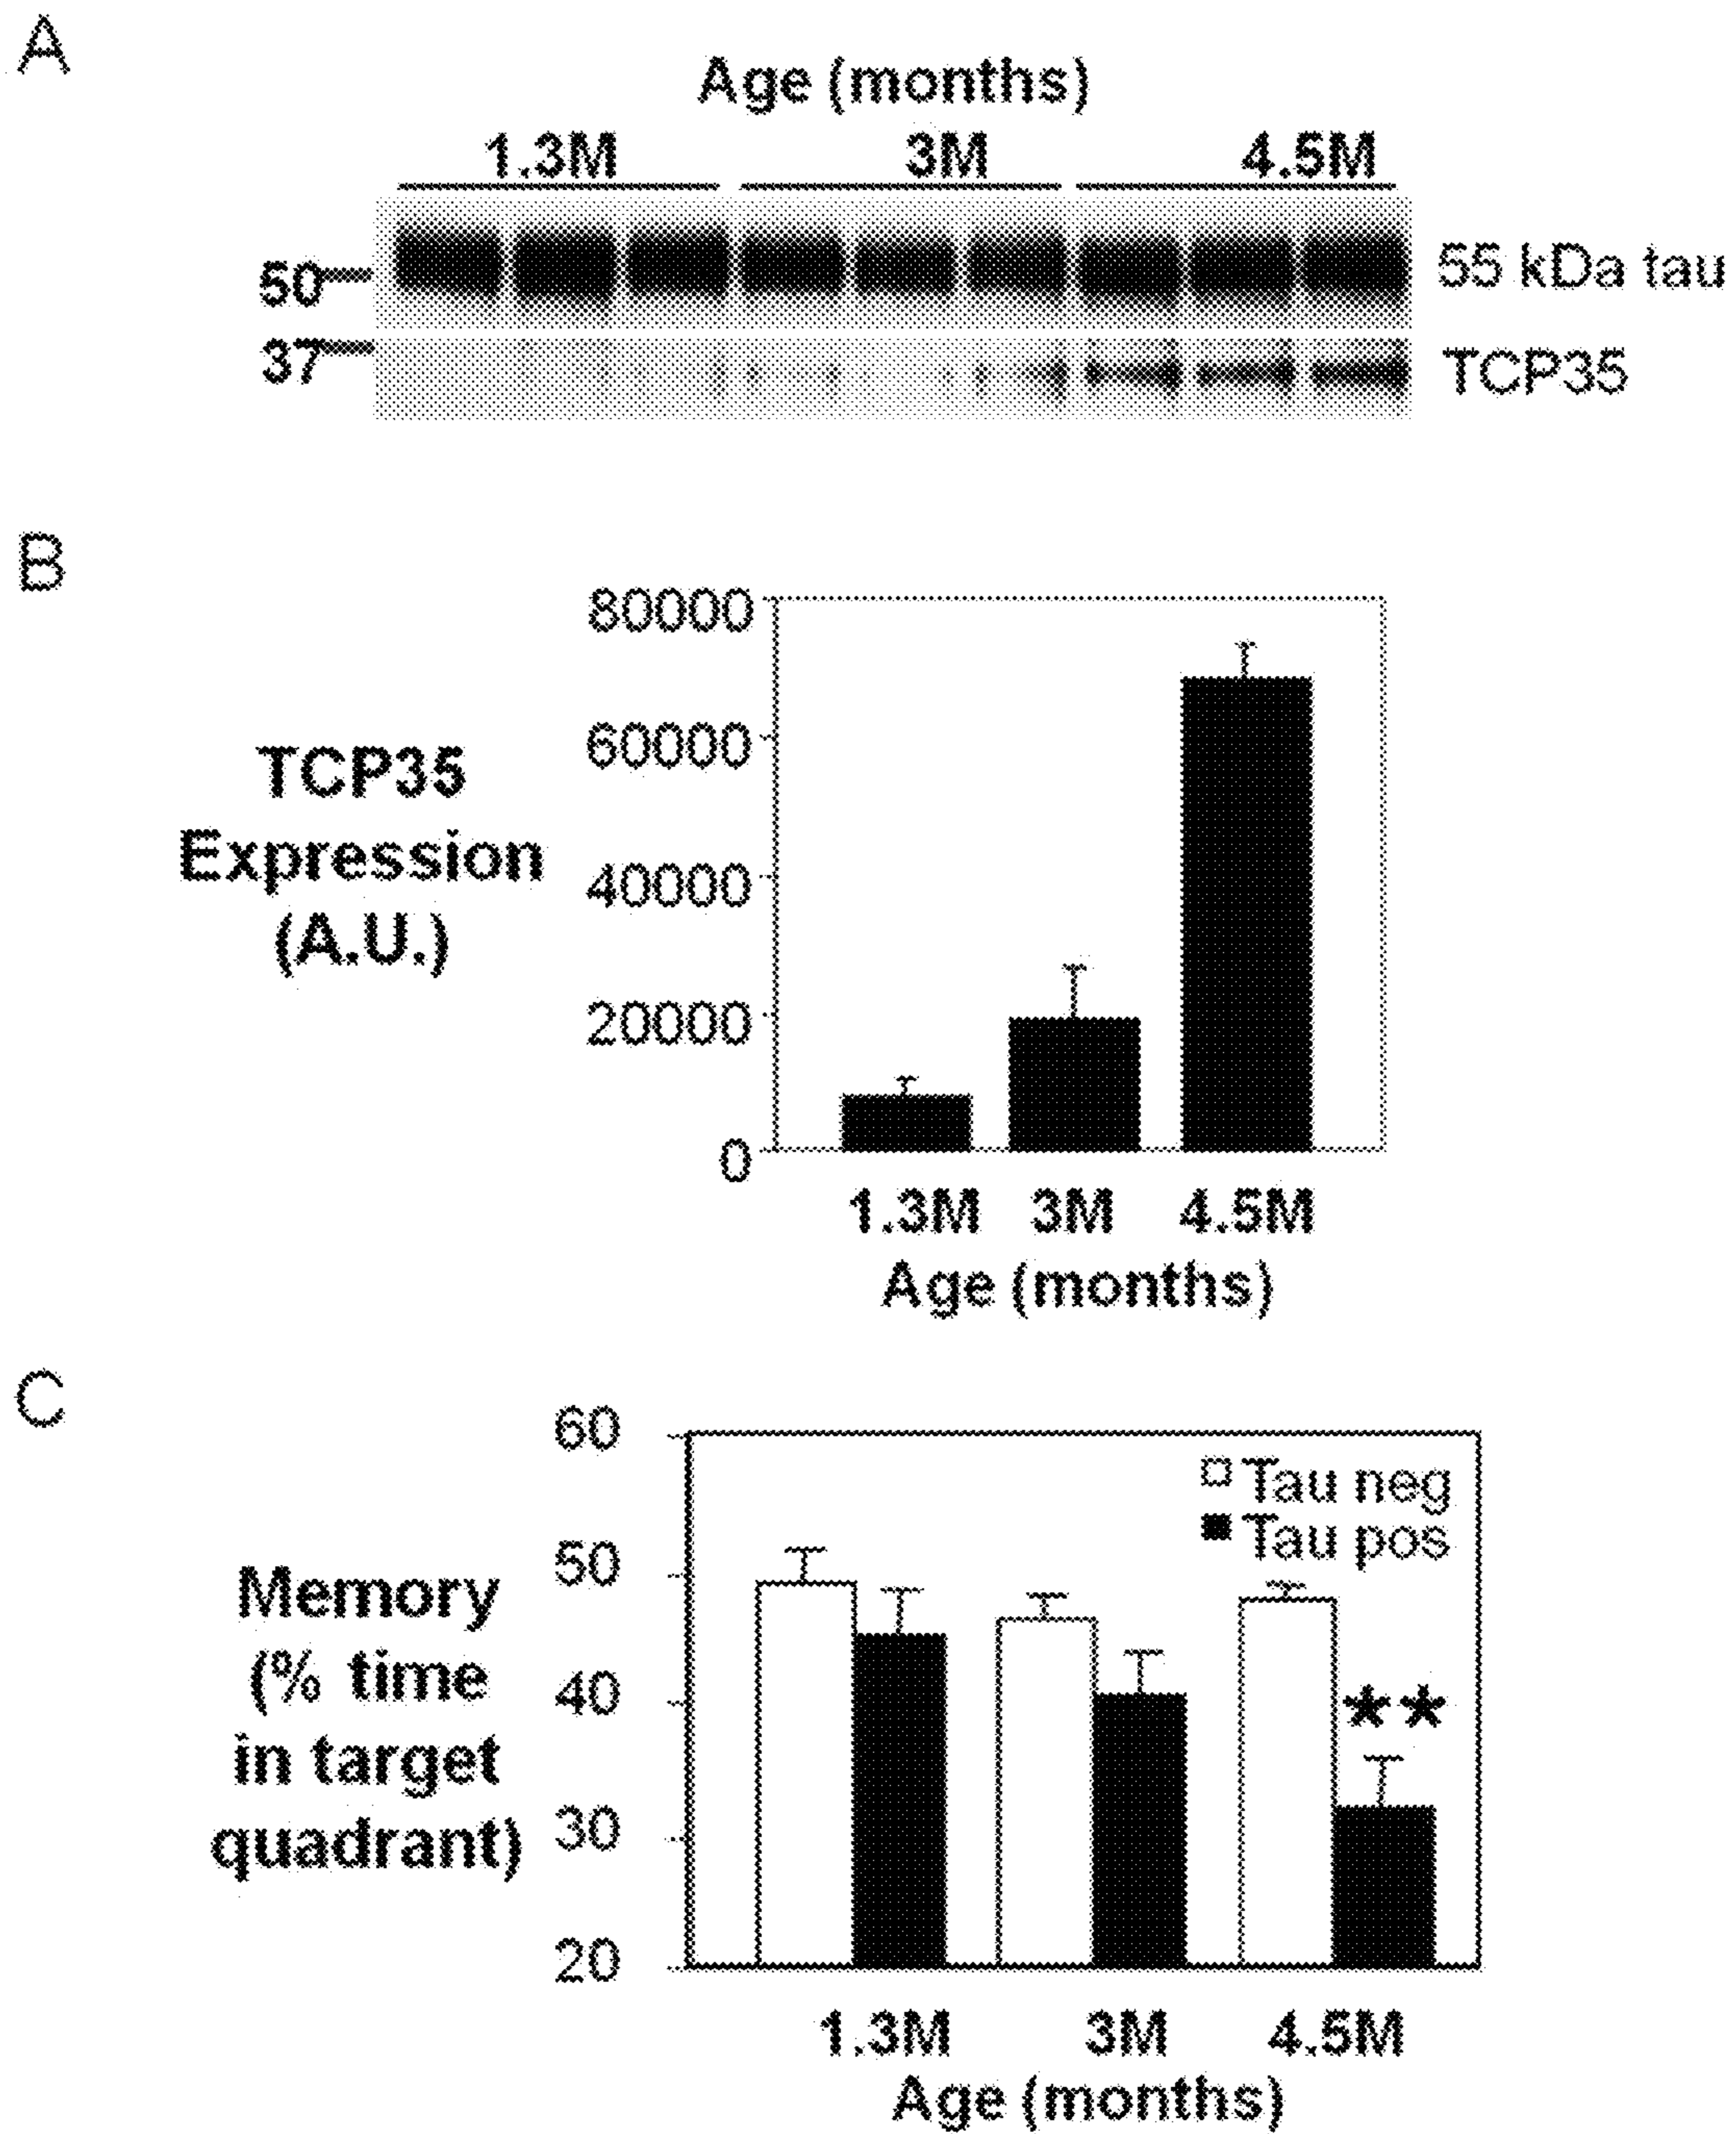 A
Age (months)
1.3M 3M 4.5M
50
55 kDa tau
37
TCP35
B
80000
60000
40000
20000
0
TCP35
Expression
(A.U.)
1.3M 3M 4.5M
Age (months)
C
60
50
40
30
20
Memory
(% time
in target
quadrant)
Tau neg
Tau pos
**
1.3M 3M 4.5M
Age (months)